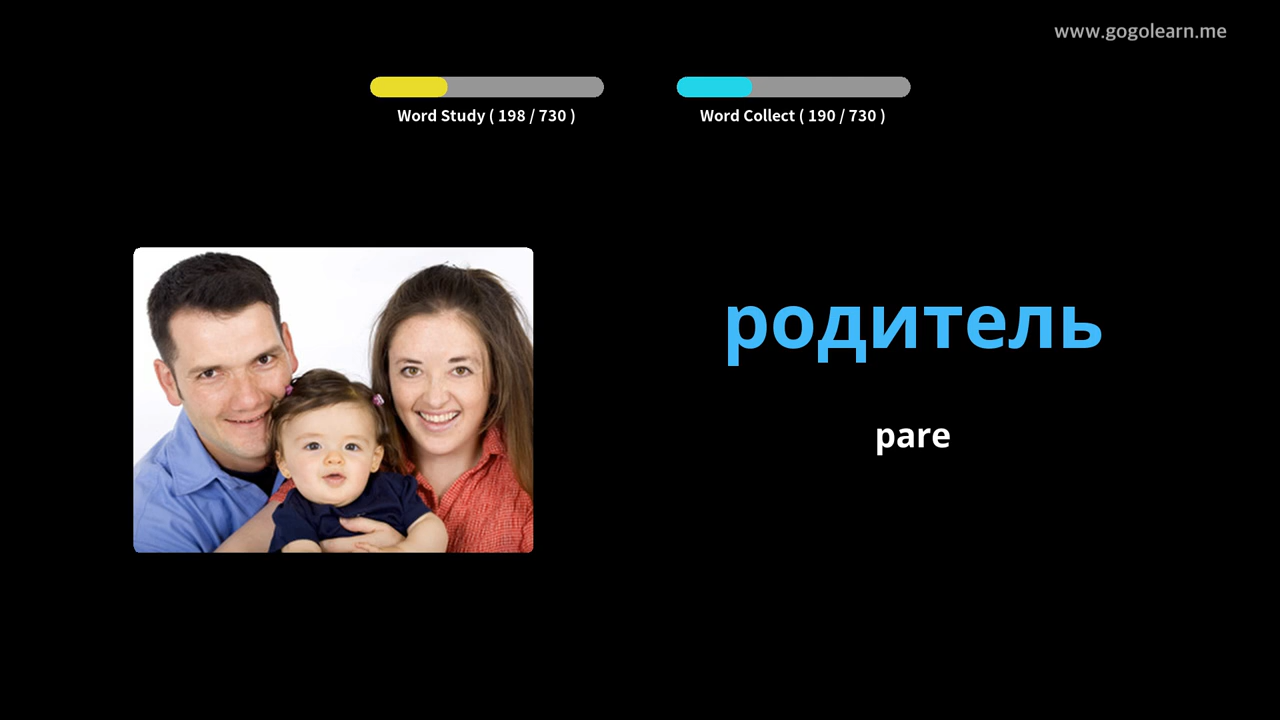 www.gogolearn.me
Word Study ( 198 / 730 )
Word Collect ( 190 / 730 )
родитель
pare